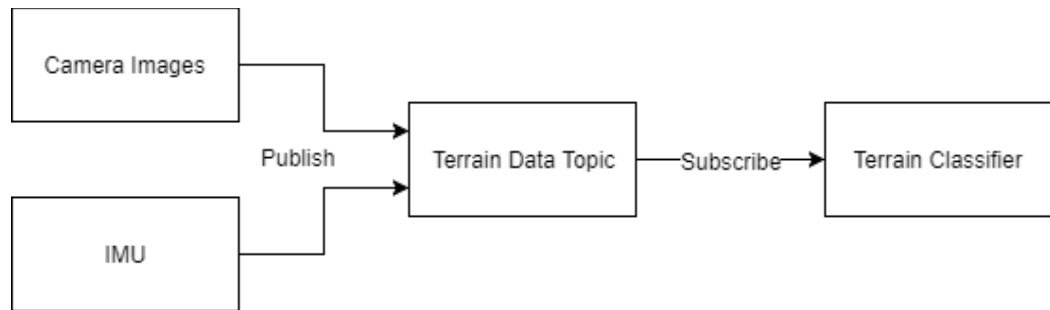 Camera Images
Publish
Terrain Data Topic
Subscribe
Terrain Classifier
IMU